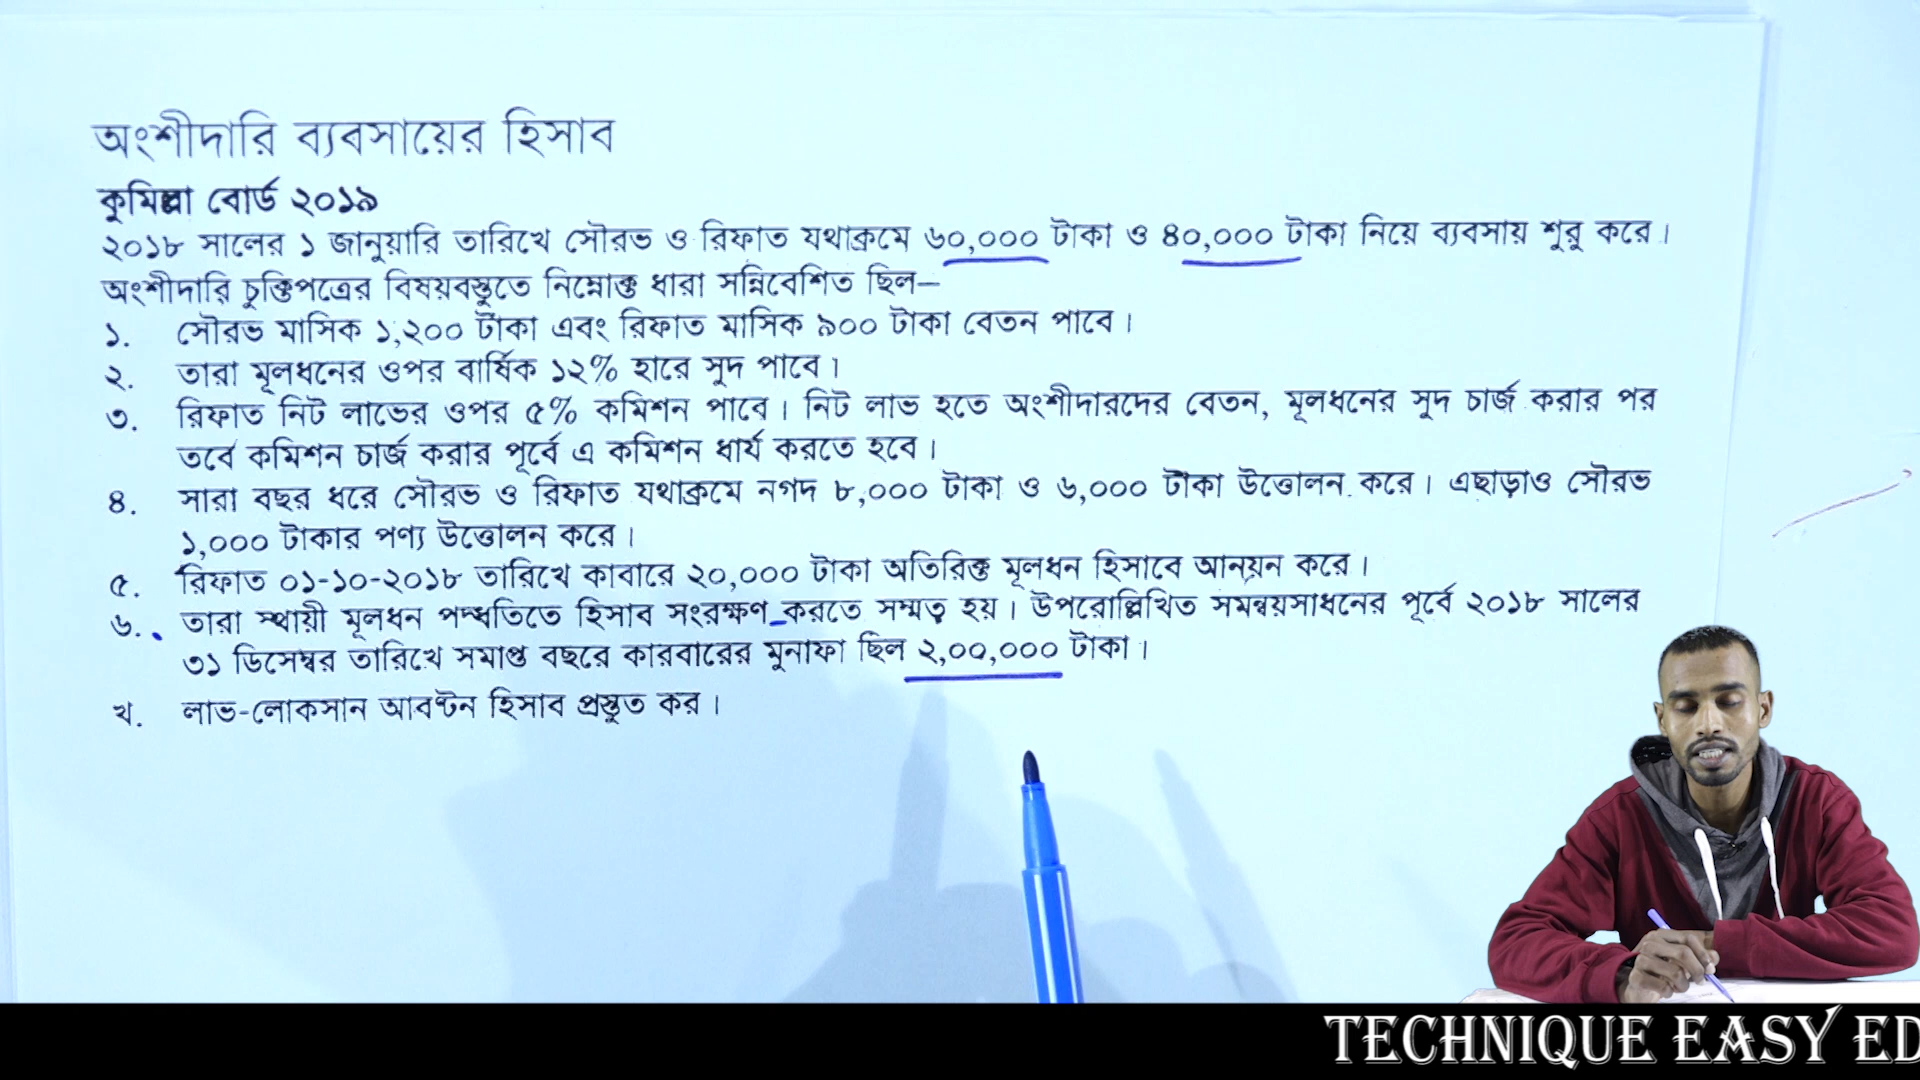 অংশীদারি ব্যবসায়ের হিসাব
কুমিল্লা বোর্ড ২০১৯
২০১৮ সালের ১ জানুয়ারি তারিখে সৌরভ ও রিফাত যথাক্রমে ৬০,০০০ টাকা ও ৪০,০০০ টাকা নিয়ে ব্যবসায় শুরু করে।
অংশীদারি চুক্তিপত্রের বিষয়বস্তুতে নিম্নোক্ত ধারা সন্নিবেশিত ছিল–
১. সৌরভ মাসিক ১,২০০ টাকা এবং রিফাত মাসিক ৯০০ টাকা বেতন পাবে।
২. তারা মূলধনের ওপর বার্ষিক ১২% হারে সুদ পাবে।
৩. রিফাত নিট লাভের ওপর ৫% কমিশন পাবে। নিট লাভ হতে অংশীদারদের বেতন, মূলধনের সুদ চার্জ করার পর
তবে কমিশন চার্জ করার পূর্বে এ কমিশন ধার্য করতে হবে।
৪. সারা বছর ধরে সৌরভ ও রিফাত যথাক্রমে নগদ ৮,০০০ টাকা ও ৬,০০০ টাকা উত্তোলন করে। এছাড়াও সৌরভ
১,০০০ টাকার পণ্য উত্তোলন করে।
৫. রিফাত ০১-১০-২০১৮ তারিখে কাবারে ২০,০০০ টাকা অতিরিক্ত মূলধন হিসাবে আনয়ন করে।
৬. তারা স্থায়ী মূলধন পদ্ধতিতে হিসাব সংরক্ষণ করতে সম্মত হয়। উপরোল্লিখিত সমন্বয়সাধনের পূর্বে ২০১৮ সালের
৩১ ডিসেম্বর তারিখে সমাপ্ত বছরে কারবারের মুনাফা ছিল ২,০০,০০০ টাকা।
খ. লাভ-লোকসান আবণ্টন হিসাব প্রস্তুত কর।
TECHNIQUE EASY ED